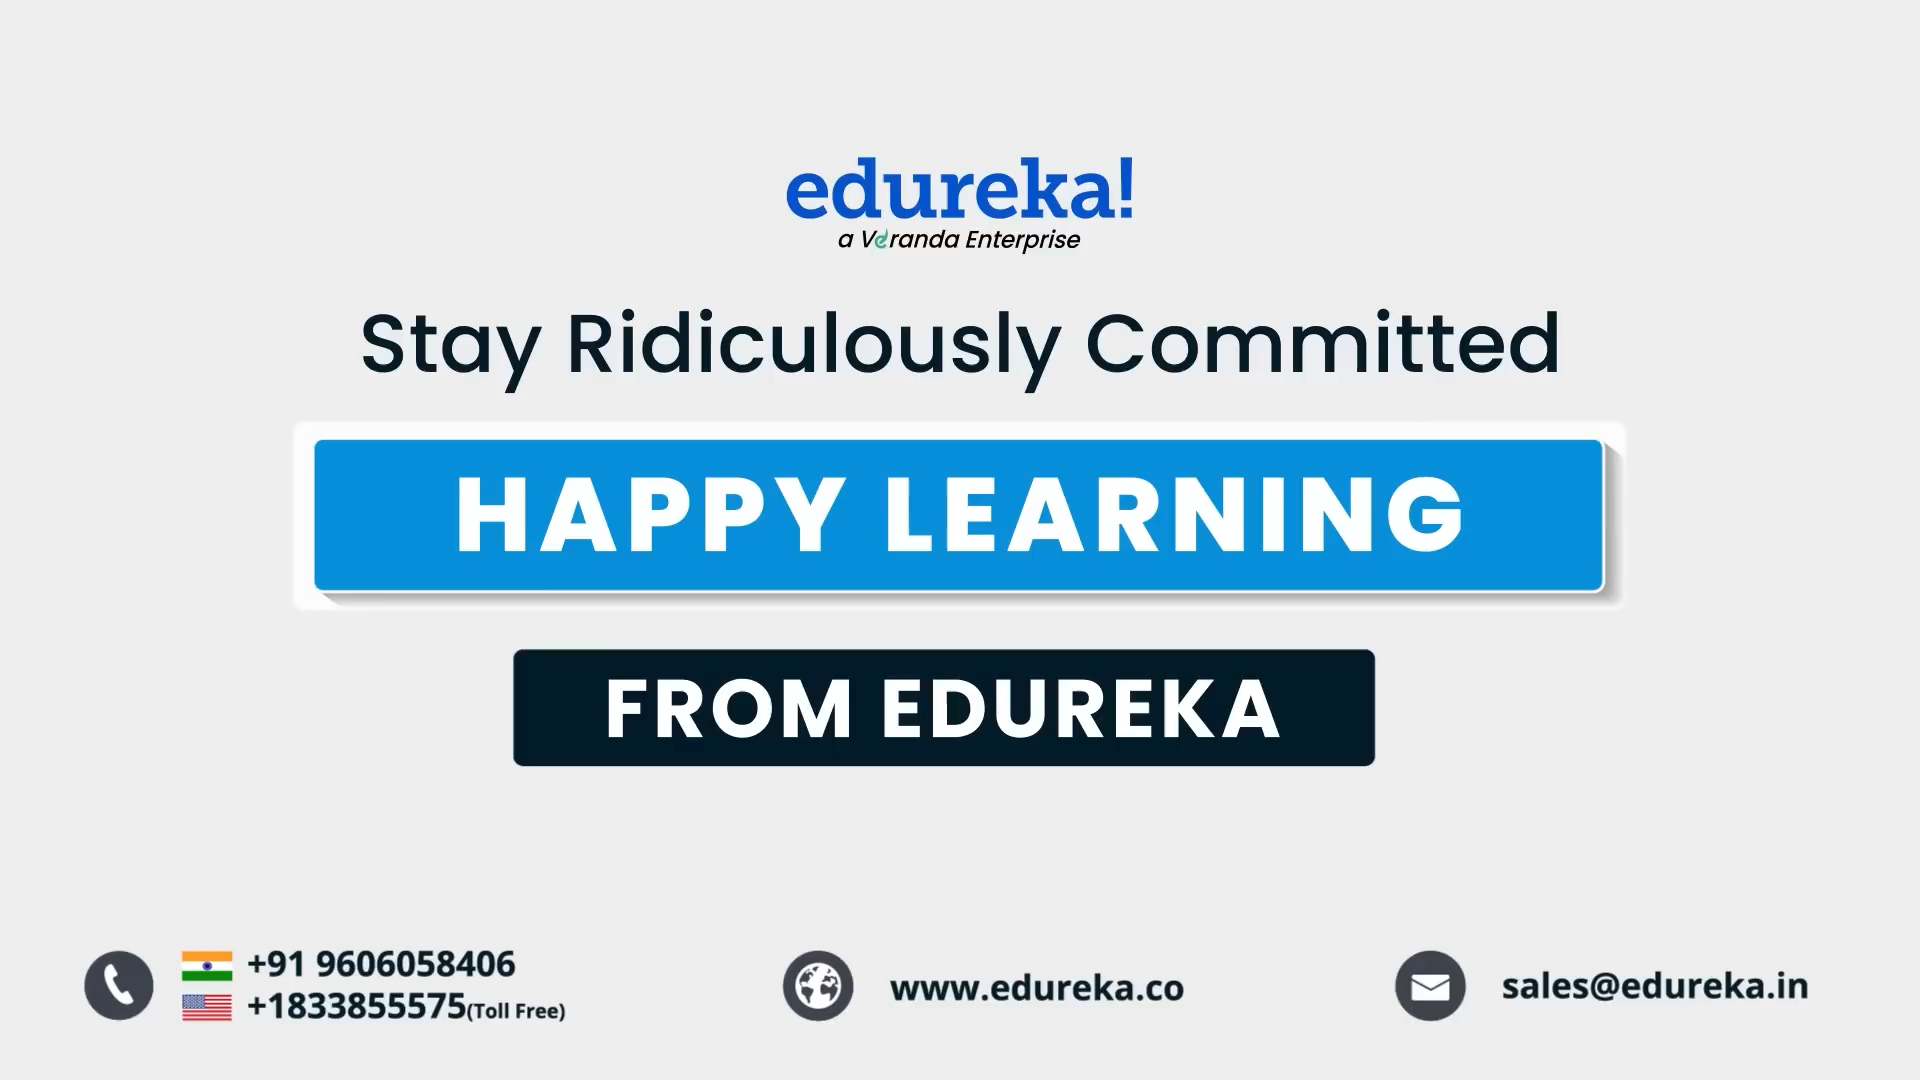 edureka!
a Veranda Enterprise
Stay Ridiculously Committed
HAPPY LEARNING
FROM EDUREKA
+91 9606058406
+1833855575(Toll Free)
www.edureka.co
sales@edureka.in